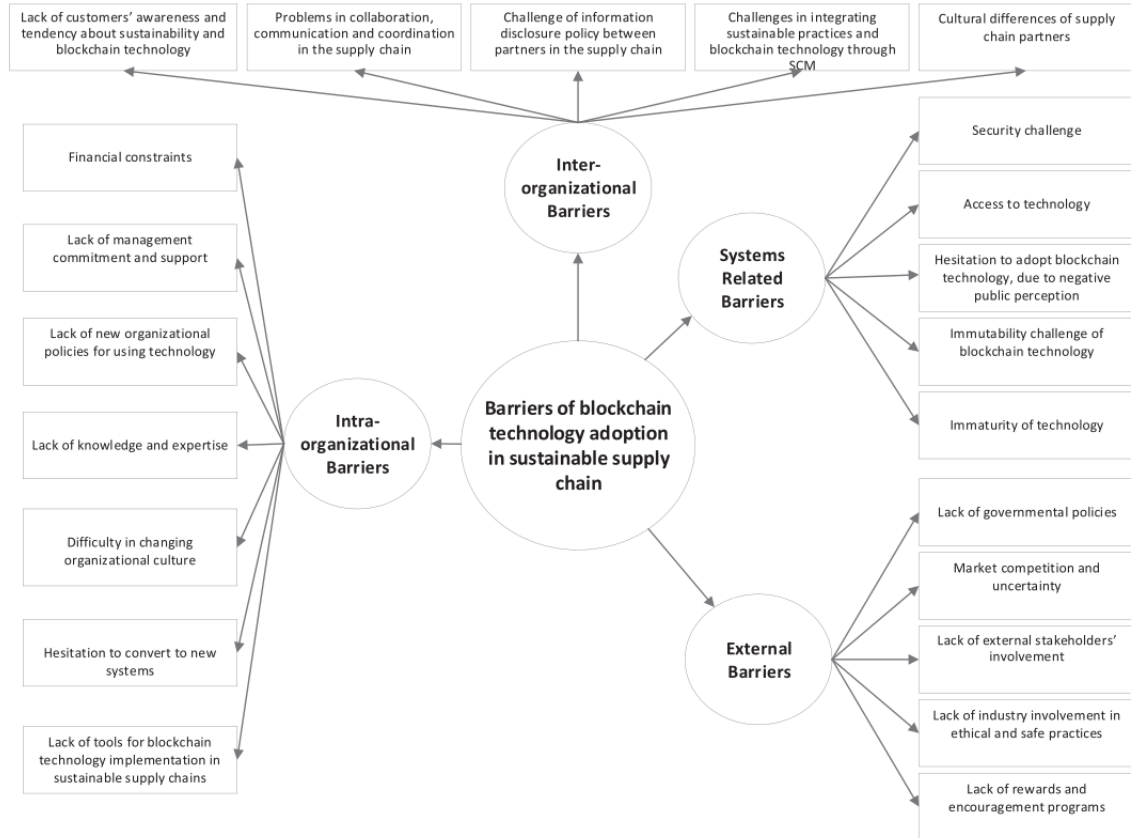 Lack of customers’ awareness and
tendency about sustainability and
blockchain technology
Problems in collaboration,
communication and coordination
in the supply chain
Challenge of information
disclosure policy between
partners in the supply chain
Challenges in integrating
sustainable practices and
blockchain technology through
SCM
Cultural differences of supply
chain partners
Inter-
organizational
Barriers
Financial constraints
Lack of management
commitment and support
Lack of new organizational
policies for using technology
Lack of knowledge and expertise
Difficulty in changing
organizational culture
Hesitation to convert to new
systems
Lack of tools for blockchain
technology implementation in
sustainable supply chains
Intra-
organizational
Barriers
Barriers of blockchain
technology adoption
in sustainable supply
chain
Systems
Related
Barriers
Security challenge
Access to technology
Hesitation to adopt blockchain
technology, due to negative
public perception
Immutability challenge of
blockchain technology
Immaturity of technology
External
Barriers
Lack of governmental policies
Market competition and
uncertainty
Lack of external stakeholders’
involvement
Lack of industry involvement in
ethical and safe practices
Lack of rewards and
encouragement programs